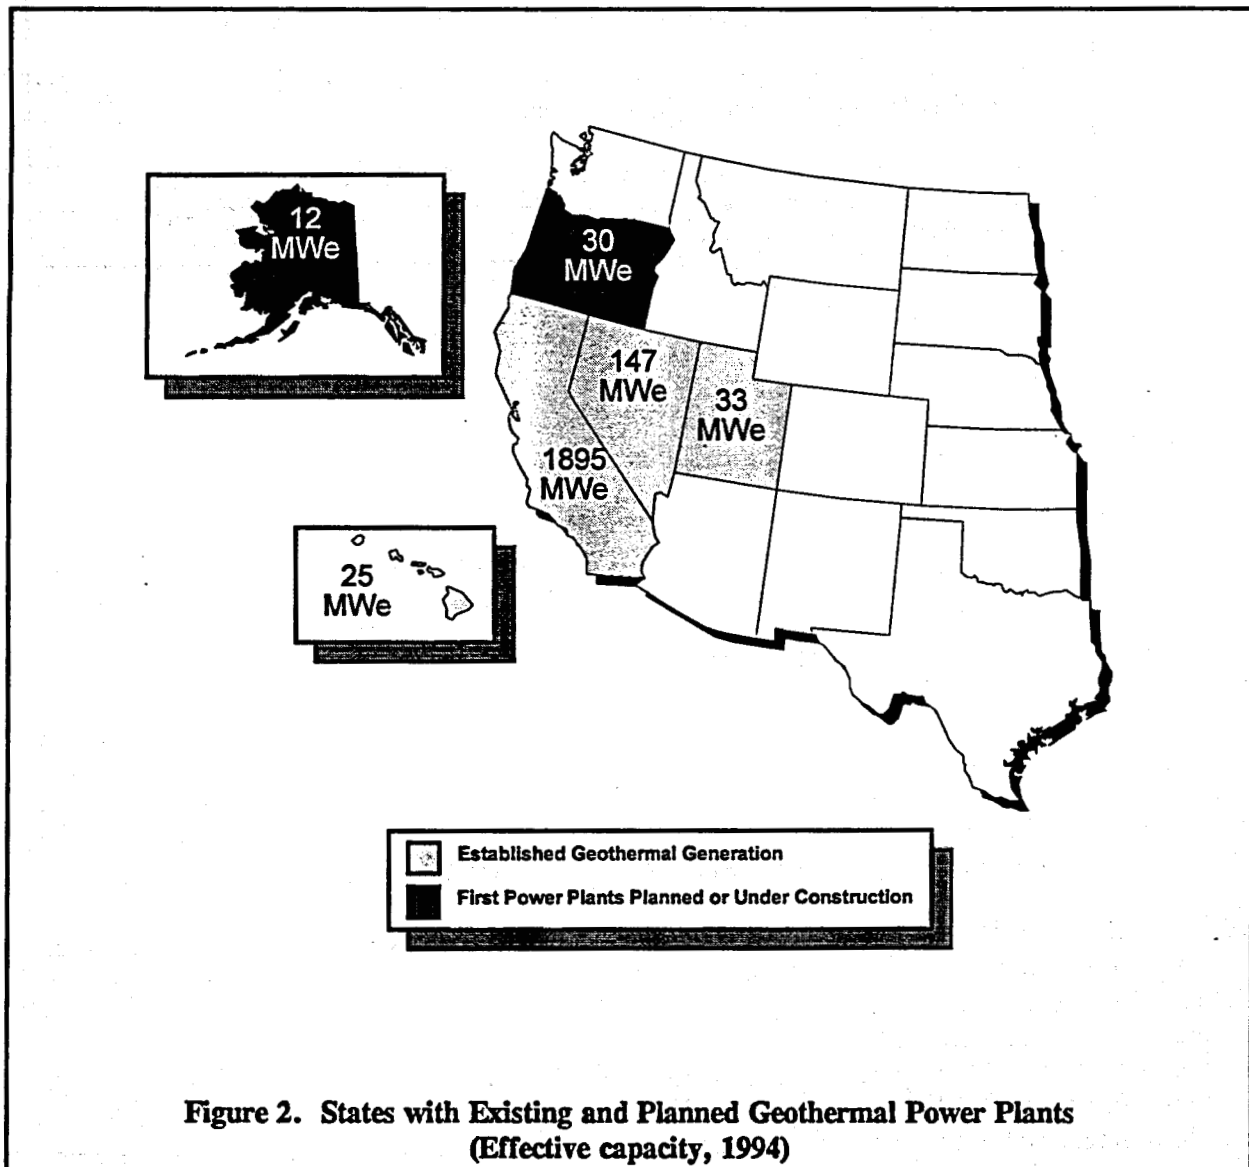 12
MWe
30
MWe
147
MWe
33
MWe
1895
MWe
25
MWe
Established Geothermal Generation
First Power Plants Planned or Under Construction
Figure 2. States with Existing and Planned Geothermal Power Plants
(Effective capacity, 1994)